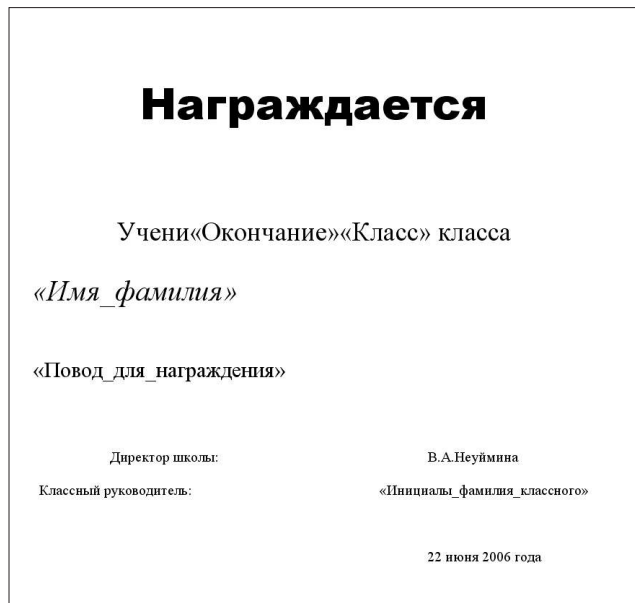 Награждается
Учени«Окончание»«Класс» класса
«Имя_фамилия»
«Повод_для_награждения»
Директор школы: В.А.Неуймина
Классный руководитель: «Инициалы_фамилия_классного»
22 июня 2006 года